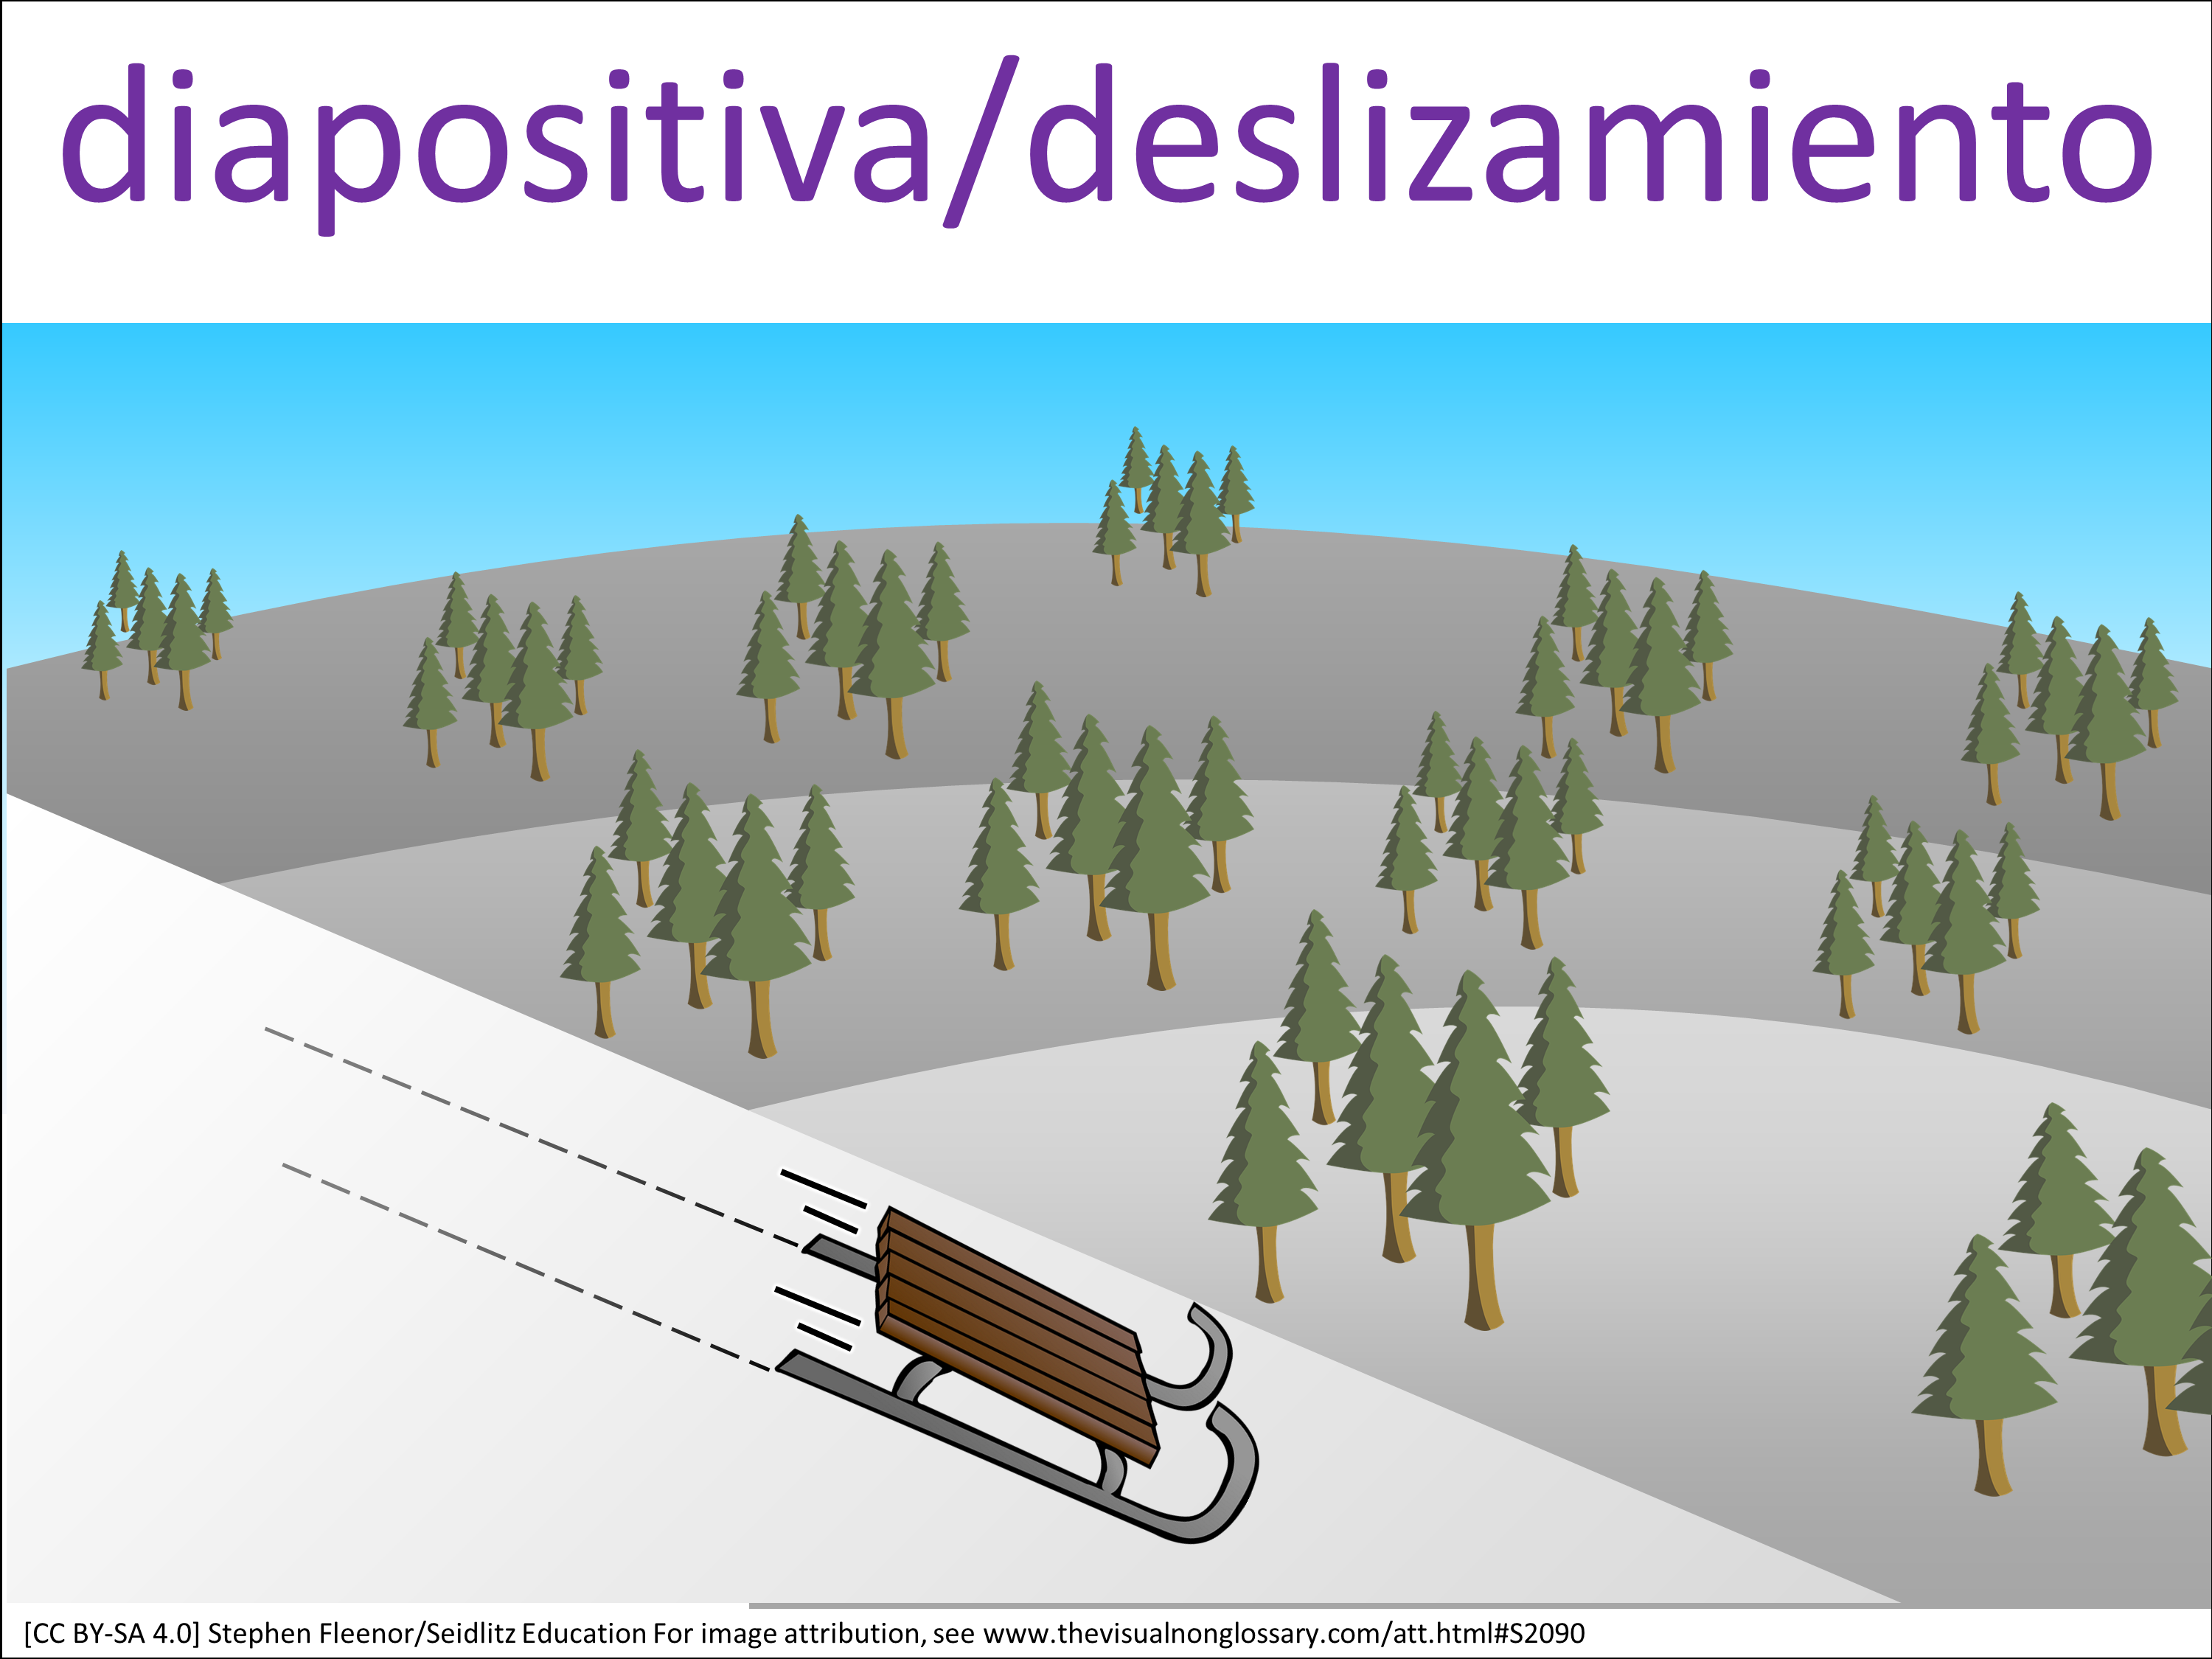 diapositiva/deslizamiento
[CC BY-SA 4.0] Stephen Fleenor/Seidlitz Education For image attribution, see www.thevisualnonglossary.com/att.html#S2090